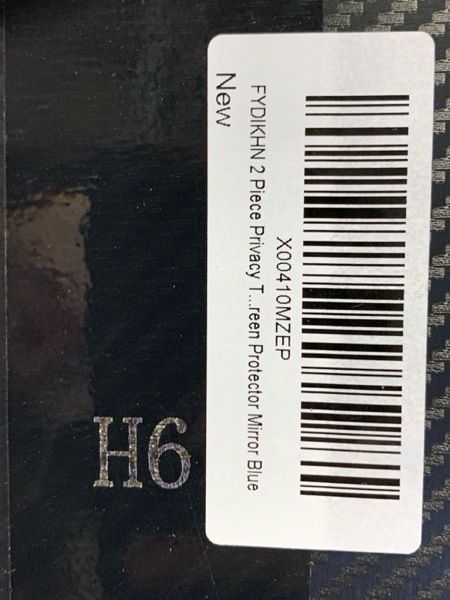 X00410MZEP
FYDIKHN 2 Piece Privacy T...reen Protector Mirror Blue
New
H6